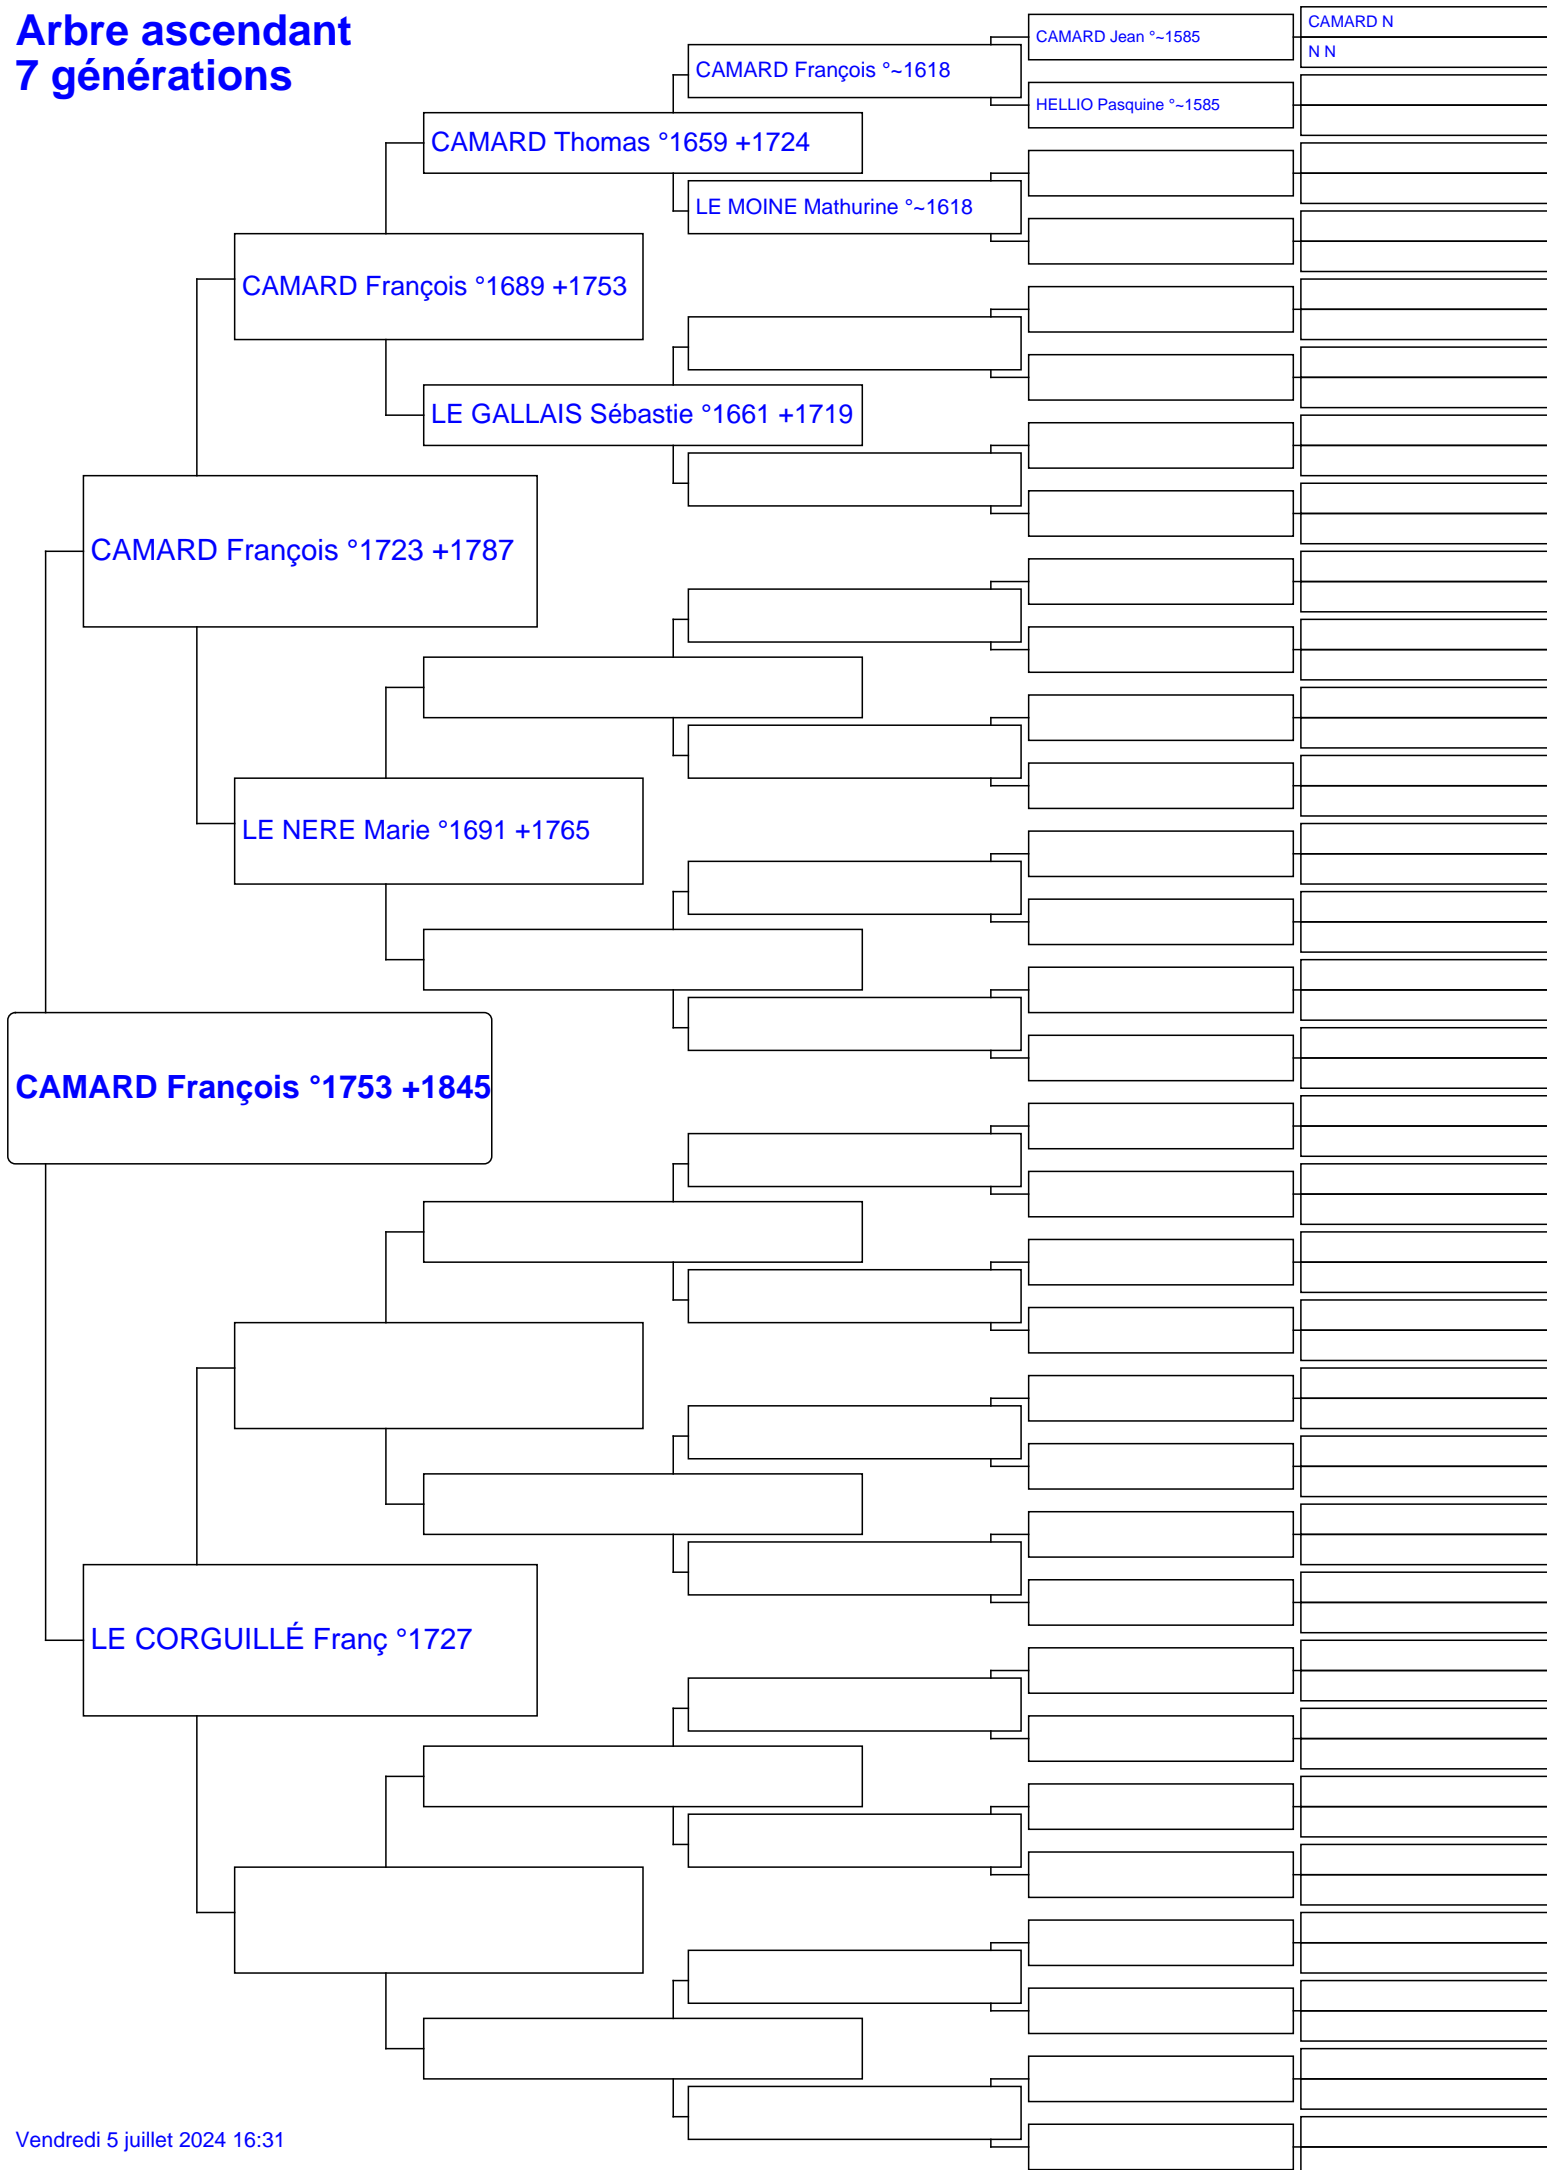 Arbre ascendant
7 générations
CAMARD N
N N
CAMARD Jean °~1585
CAMARD François °~1618
HELLIO Pasquine °~1585
CAMARD Thomas °1659 +1724
LE MOINE Mathurine °~1618
CAMARD François °1689 +1753
LE GALLAIS Sébastie °1661 +1719
CAMARD François °1723 +1787
LE NERE Marie °1691 +1765
CAMARD François °1753 +1845
LE CORGUILLÉ Franç °1727
Vendredi 5 juillet 2024 16:31